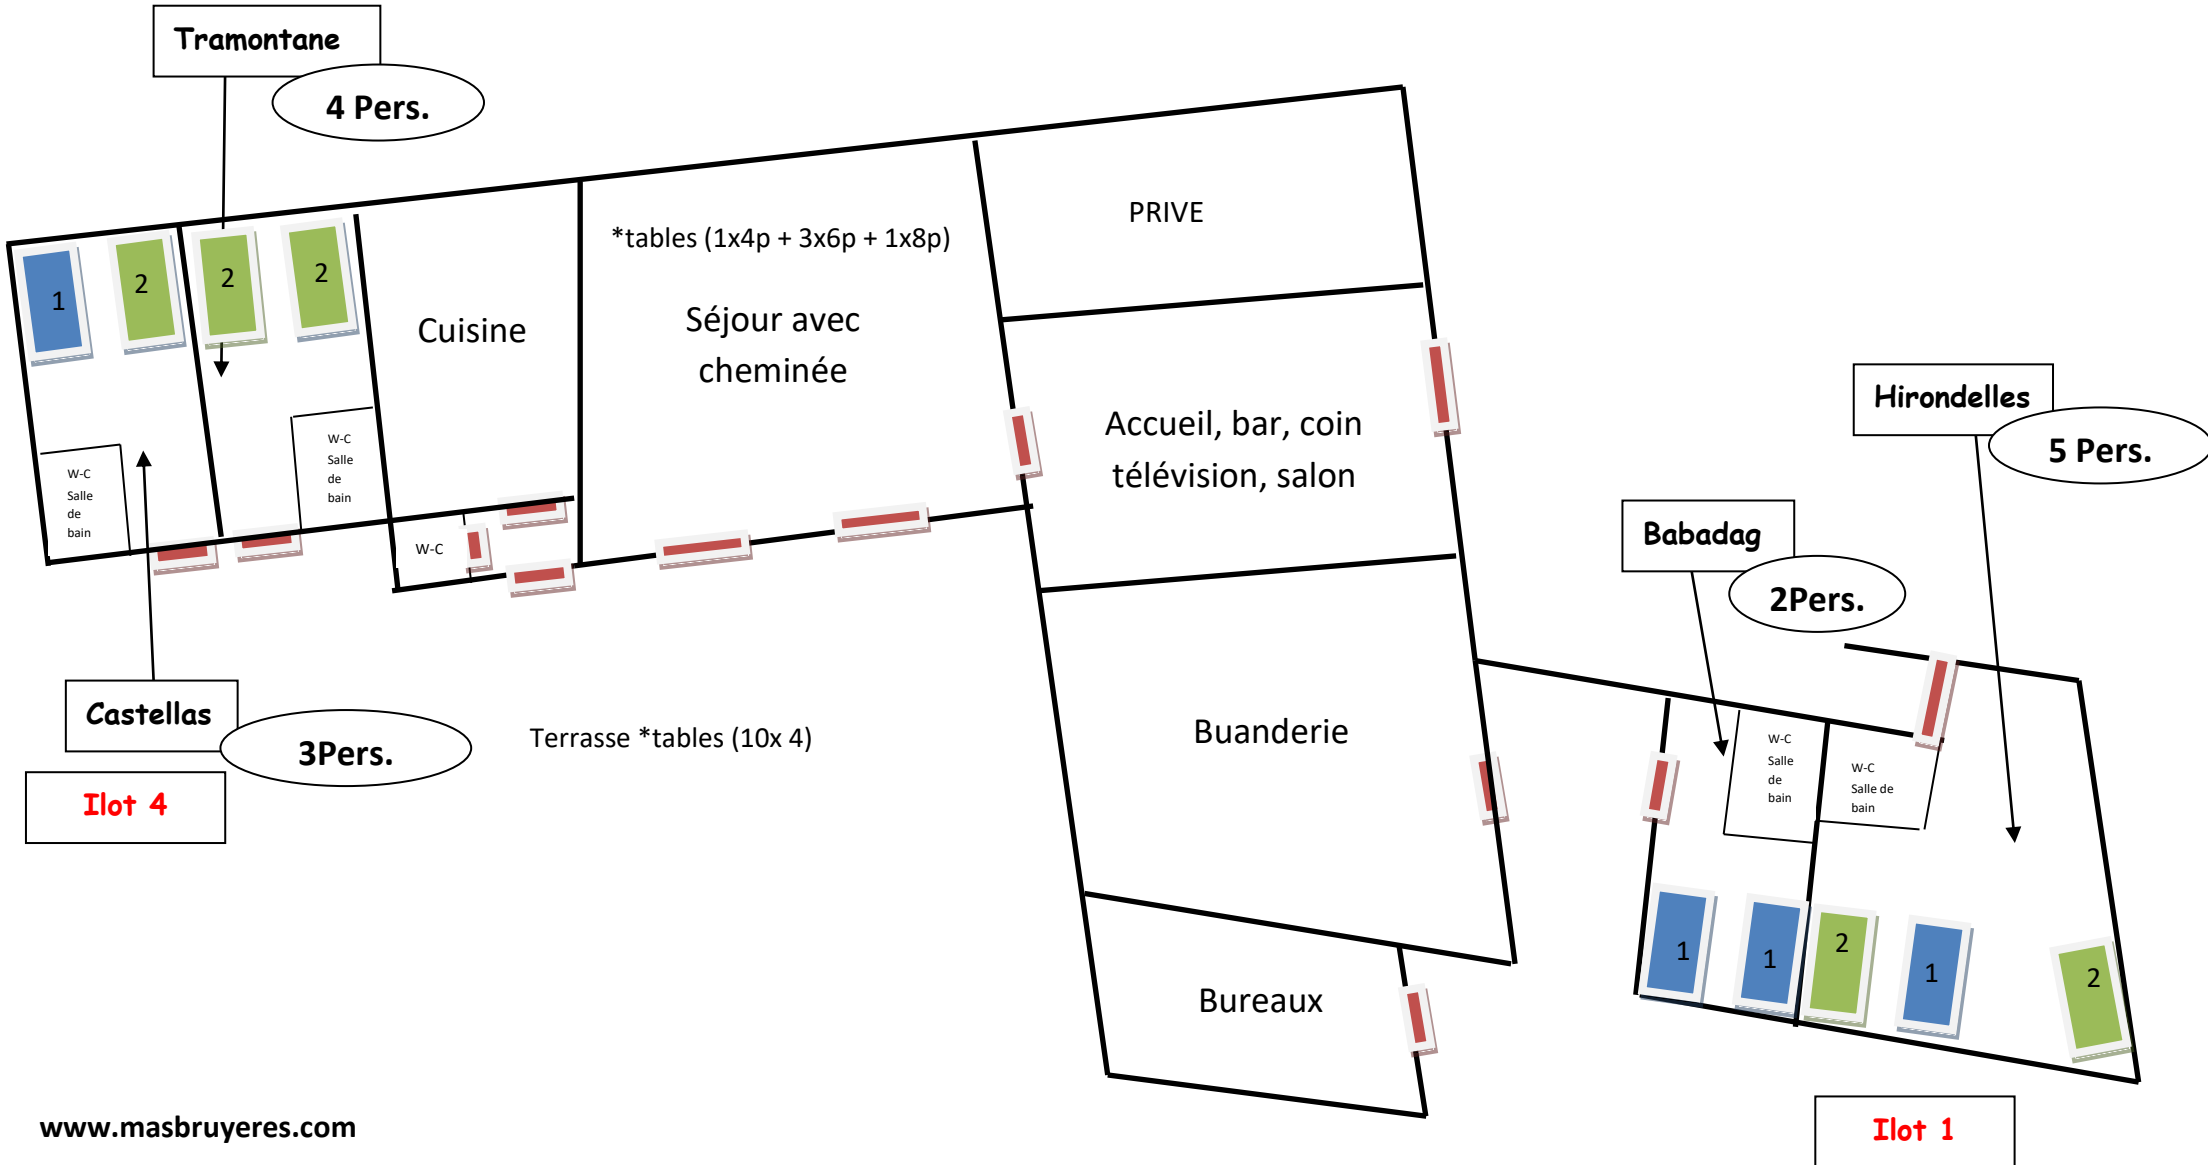 Tramontane
4 Pers.
PRIVE
*tables (1x4p + 3x6p + 1x8p)
1
2
2
2
Cuisine
Séjour avec
cheminée
Accueil, bar, coin
télévision, salon
Hirondelles
5 Pers.
W-C
Salle
de
bain
W-C
Salle
de
bain
W-C
Babadag
2Pers.
Castellas
3Pers.
Terrasse *tables (10x 4)
Buanderie
W-C
Salle
de
bain
W-C
Salle de
bain
Ilot 4
1
1
2
1
2
Bureaux
www.masbruyeres.com
Ilot 1